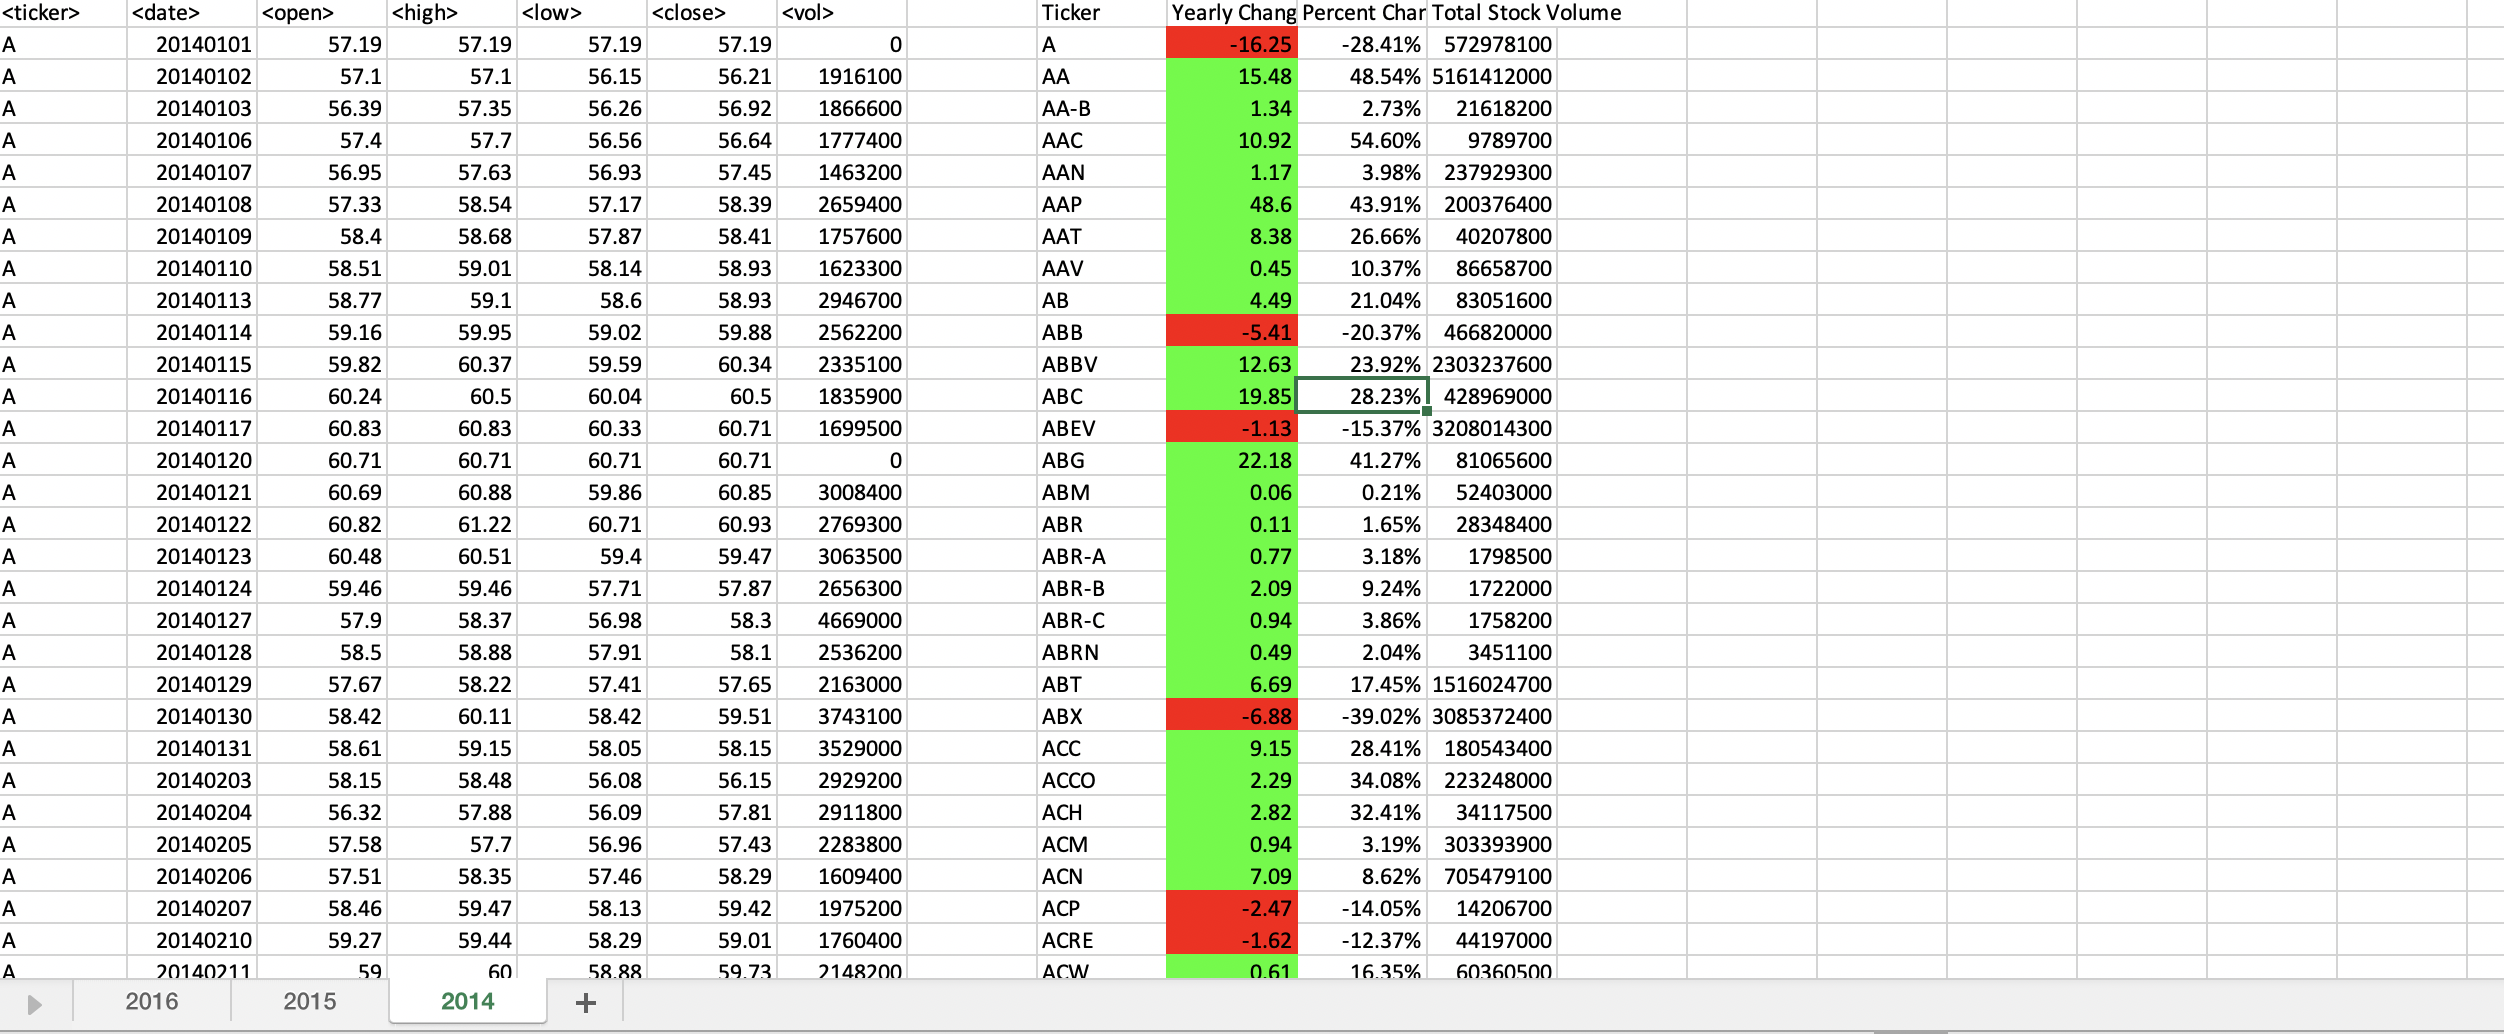 <ticker> <date> <open> <high> <low> <close> <vol> Ticker Yearly Chang Percent Char Total Stock Volume
A 20140101 57.19 57.19 57.19 57.19 0 A -16.25 -28.41% 572978100
A 20140102 57.1 57.1 56.15 56.21 1916100 AA 15.48 48.54% 5161412000
A 20140103 56.39 57.35 56.26 56.92 1866600 AA-B 1.34 2.73% 21618200
A 20140106 57.4 57.7 56.56 56.64 1777400 AAC 10.92 54.60% 9789700
A 20140107 56.95 57.63 56.93 57.45 1463200 AAN 1.17 3.98% 237929300
A 20140108 57.33 58.54 57.17 58.39 2659400 AAP 48.6 43.91% 200376400
A 20140109 58.4 58.68 57.87 58.41 1757600 AAT 8.38 26.66% 40207800
A 20140110 58.51 59.01 58.14 58.93 1623300 AAV 0.45 10.37% 86658700
A 20140113 58.77 59.1 58.6 58.93 2946700 AB 4.49 21.04% 83051600
A 20140114 59.16 59.95 59.02 59.88 2562200 ABB -5.41 -20.37% 466820000
A 20140115 59.82 60.37 59.59 60.34 2335100 ABBV 12.63 23.92% 2303237600
A 20140116 60.24 60.5 60.04 60.5 1835900 ABC 19.85 28.23% 428969000
A 20140117 60.83 60.83 60.33 60.71 1699500 ABEV -1.13 -15.37% 3208014300
A 20140120 60.71 60.71 60.71 60.71 0 ABG 22.18 41.27% 81065600
A 20140121 60.69 60.88 59.86 60.85 3008400 ABM 0.06 0.21% 52403000
A 20140122 60.82 61.22 60.71 60.93 2769300 ABR 0.11 1.65% 28348400
A 20140123 60.48 60.51 59.4 59.47 3063500 ABR-A 0.77 3.18% 1798500
A 20140124 59.46 59.46 57.71 57.87 2656300 ABR-B 2.09 9.24% 1722000
A 20140127 57.9 58.37 56.98 58.3 4669000 ABR-C 0.94 3.86% 1758200
A 20140128 58.5 58.88 57.91 58.1 2536200 ABRN 0.49 2.04% 3451100
A 20140129 57.67 58.22 57.41 57.65 2163000 ABT 6.69 17.45% 1516024700
A 20140130 58.42 60.11 58.42 59.51 3743100 ABX -6.88 -39.02% 3085372400
A 20140131 58.61 59.15 58.05 58.15 3529000 ACC 9.15 28.41% 180543400
A 20140203 58.15 58.48 56.08 56.15 2929200 ACCO 2.29 34.08% 223248000
A 20140204 56.32 57.88 56.09 57.81 2911800 ACH 2.82 32.41% 34117500
A 20140205 57.58 57.7 56.96 57.43 2283800 ACM 0.94 3.19% 303393900
A 20140206 57.51 58.35 57.46 58.29 1609400 ACN 7.09 8.62% 705479100
A 20140207 58.46 59.47 58.13 59.42 1975200 ACP -2.47 -14.05% 14206700
A 20140210 59.27 59.44 58.29 59.01 1760400 ACRE -1.62 -12.37% 44197000
A 20140211 59 60 58.88 59.73 2148200 ACW 0.61 16.35% 60360500
2016 2015 2014 +